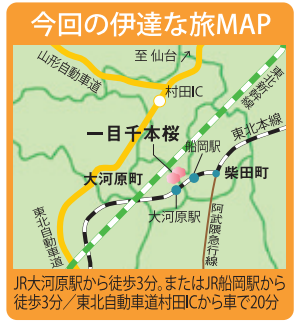 今回の伊達な旅MAP
至 仙台
山形自動車道
東北新幹線
村田IC
一目千本桜
船岡駅
東北本線
大河原町
柴田町
大河原駅
東北自動車道
阿武隈急行線
JR大河原駅から徒歩3分。またはJR船岡駅から
徒歩3分／東北自動車道村田ICから車で20分